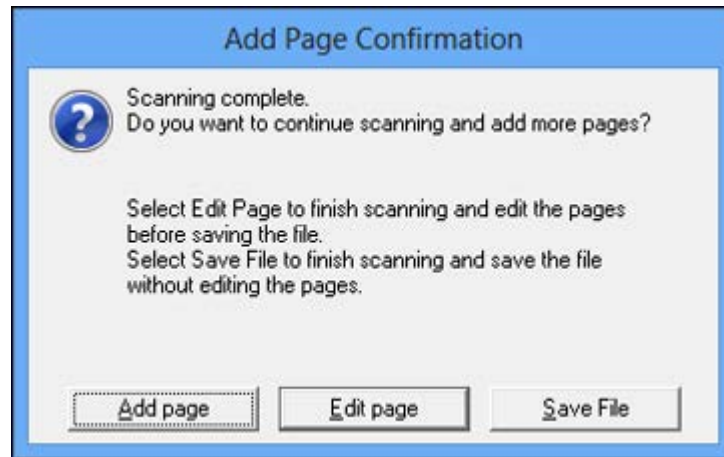 Add Page Confirmation
Scanning complete.
Do you want to continue scanning and add more pages?
Select Edit Page to finish scanning and edit the pages
before saving the file.
Select Save File to finish scanning and save the file
without editing the pages.
Add page
Edit page
Save File